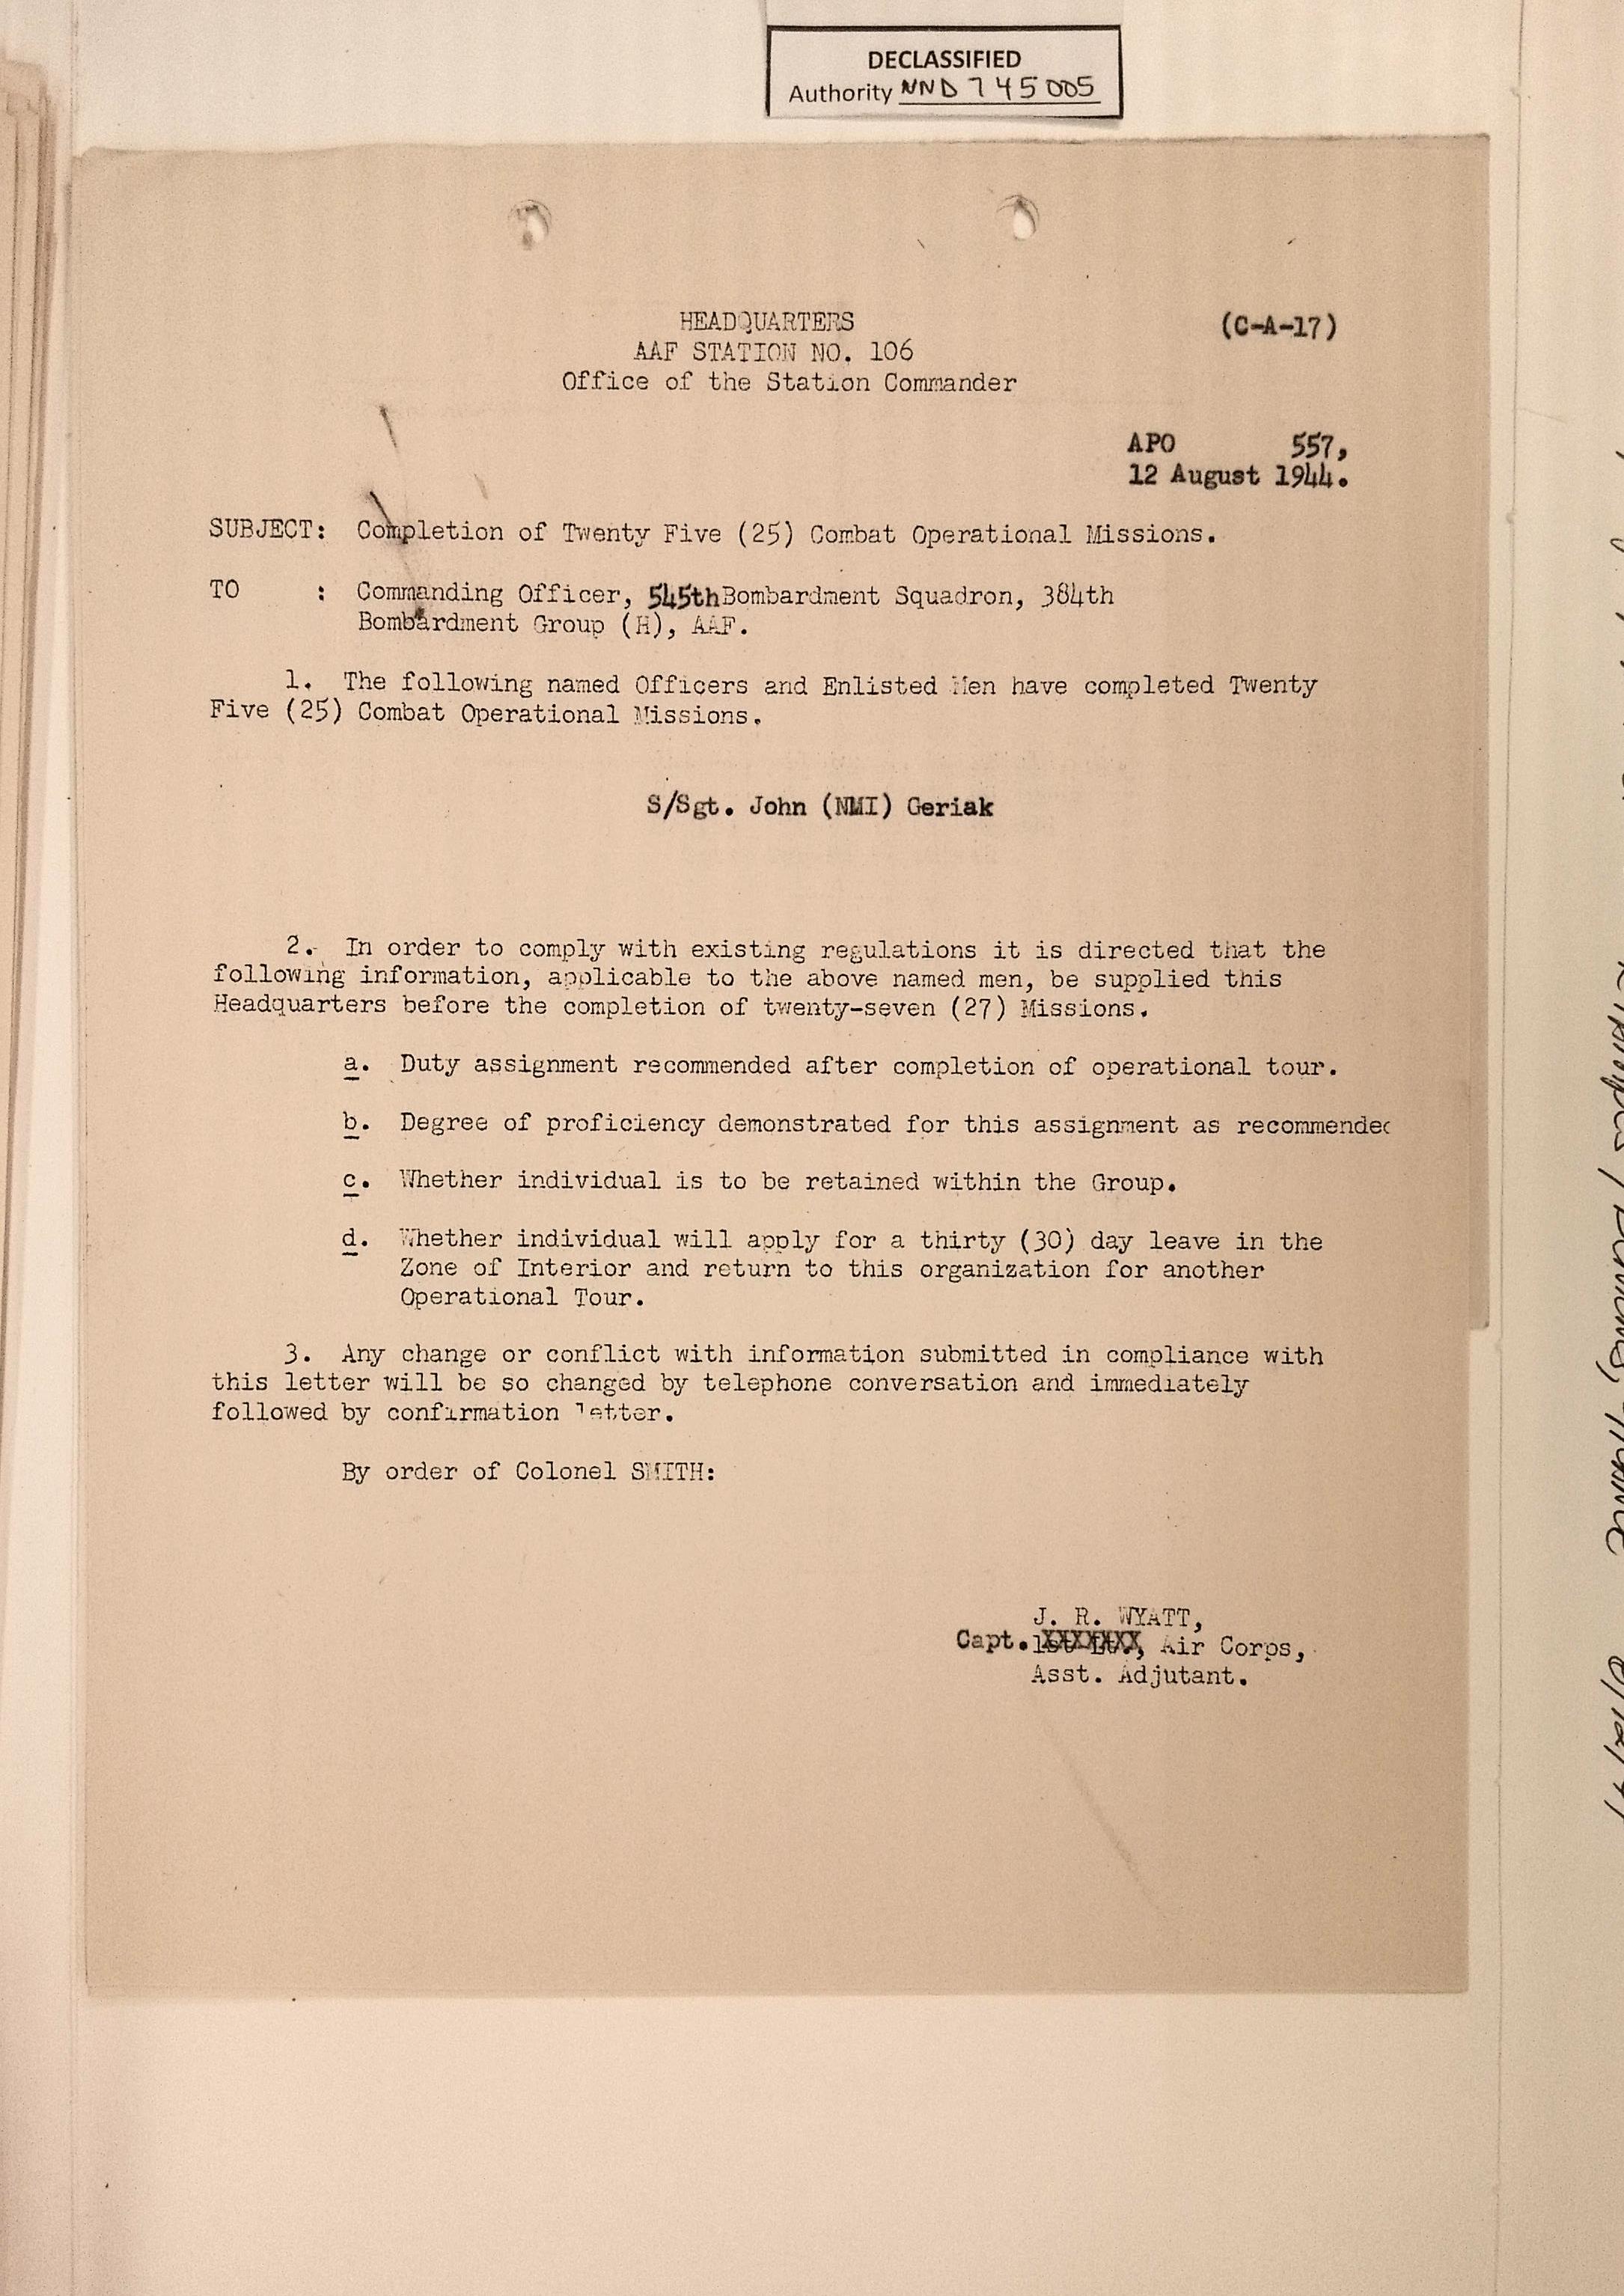 DECLASSIFIED
Authority NND 745005
HEADQUARTERS
(C-A-17)
AAF STATION NO. 106
Office of the Station Commander
APO 557,
12 August 1944.
SUBJECT: Completion of Twenty Five (25) Combat Operational Missions.
TO : Commanding Officer, 545thBombardment Squadron, 384th
Bombardment Group (H), AAF.
1. The following named Officers and Enlisted Men have completed Twenty
Five (25) Combat Operational Missions.
S/Sgt. John (NMI) Geriak
2. In order to comply with existing regulations it is directed that the
following information, applicable to the above named men, be supplied this
Headquarters before the completion of twenty-seven (27) Missions.
a. Duty assignment recommended after completion of operational tour.
b. Degree of proficiency demonstrated for this assignment as recommended
c. Whether individual is to be retained within the Group.
d. Whether individual will apply for a thirty (30) day leave in the
Zone of Interior and return to this organization for another
Operational Tour.
3. Any change or conflict with information submitted in compliance with
this letter will be so changed by telephone conversation and immediately
followed by confirmation letter.
By order of Colonel SMITH:
J. R. WYATT,
Capt. 1st Lt., Air Corps,
Asst. Adjutant.